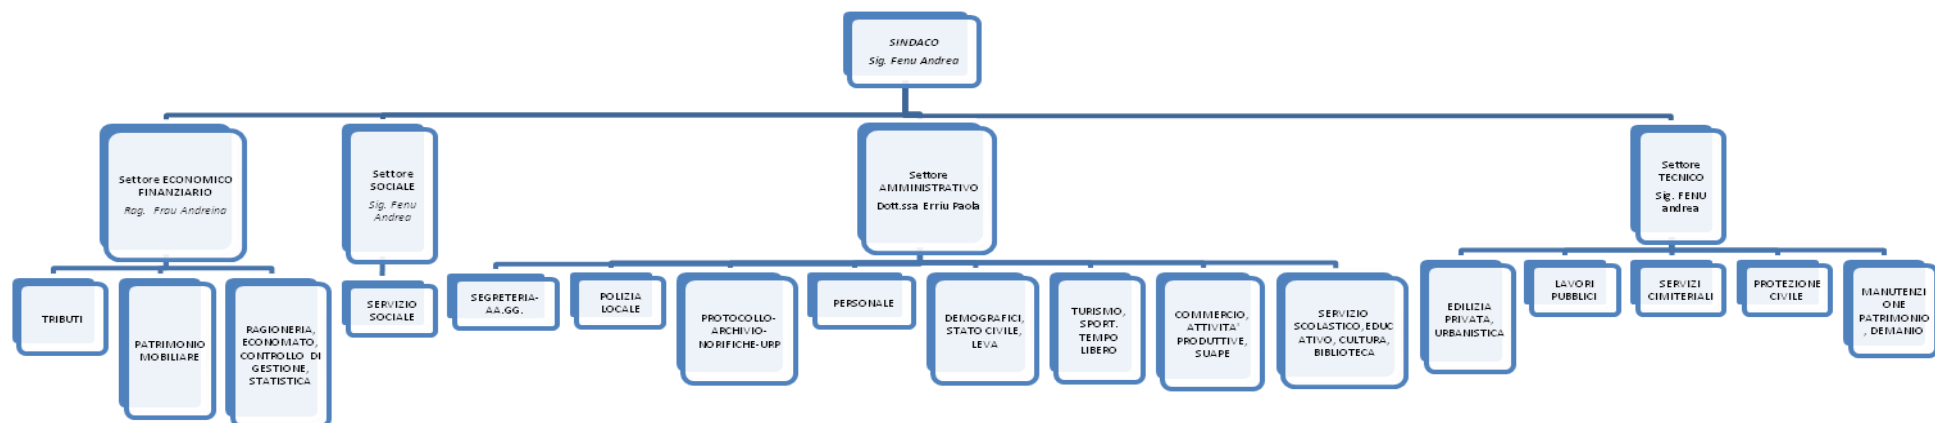 SINDACO
Sig. Fenu Andrea
Settore ECONOMICO
FINANZIARIO
Rag. Frau Andreina
Settore
SOCIALE
Sig. Fenu
Andrea
Settore
AMMINISTRATIVO
Dott.ssa Erriu Paola
Settore
TECNICO
Sig. FENU
andrea
TRIBUTI
PATRIMONIO
MOBILIARE
RAGIONERIA,
ECONOMATO,
CONTROLLO DI
GESTIONE,
STATISTICA
SERVIZIO
SOCIALE
SEGRETERIA-
AA.GG.
POLIZIA
LOCALE
PROTOCOLLO-
ARCHIVIO-
NORIFICHE-URP
PERSONALE
DEMOGRAFICI,
STATO CIVILE,
LEVA
TURISMO,
SPORT.
TEMPO
LIBERO
COMMERCIO,
ATTIVITA'
PRODUTTIVE,
SUAPE
SERVIZIO
SCOLASTICO, EDUC
ATIVO, CULTURA,
BIBLIOTECA
EDILIZIA
PRIVATA,
URBANISTICA
LAVORI
PUBBLICI
SERVIZI
CIMITERIALI
PROTEZIONE
CIVILE
MANUTENZI
ONE
PATRIMONIO
, DEMANIO